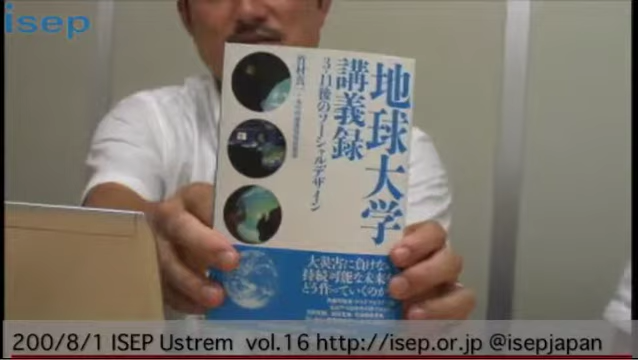 isep
地球大学
講義録
3・11後のソーシャルデザイン
竹村真一
大災害に負けない
持続可能な未来
どう作っていくのか
200/8/1 ISEP Ustrem vol.16 http://isep.or.jp @isepjapan